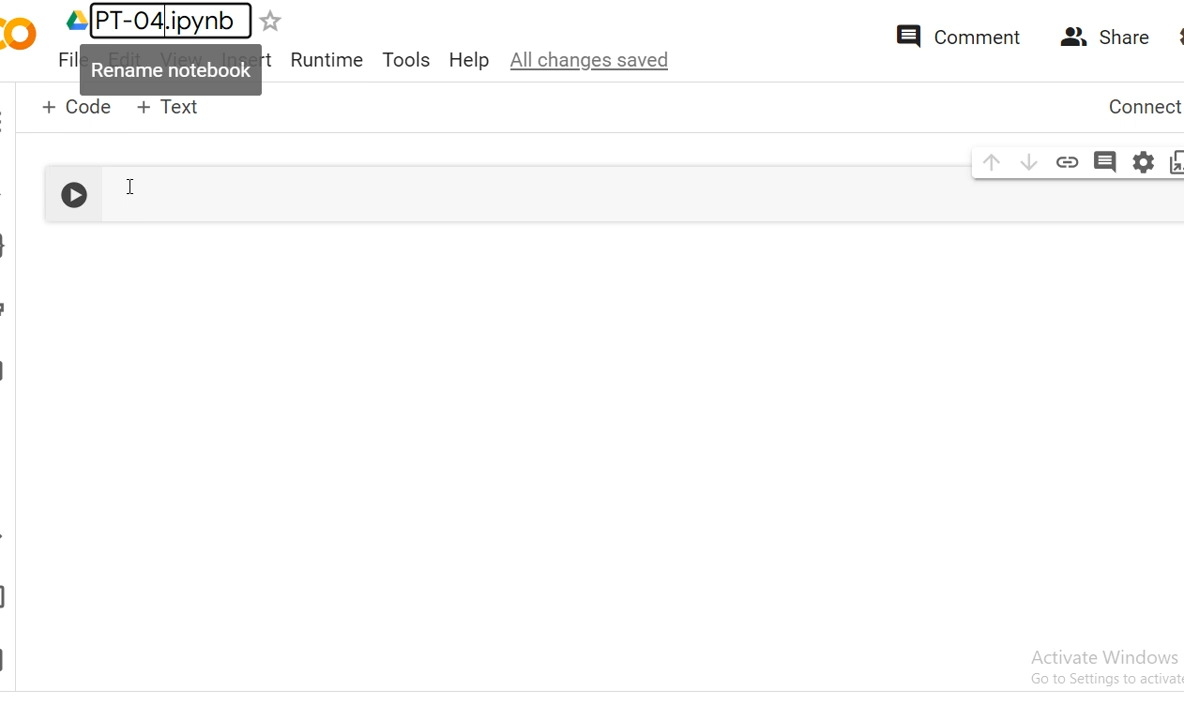 PT-04.ipynb
Comment Share
Rename notebook
Runtime Tools Help All changes saved
+ Code + Text
Connect
Activate Windows
Go to Settings to activate